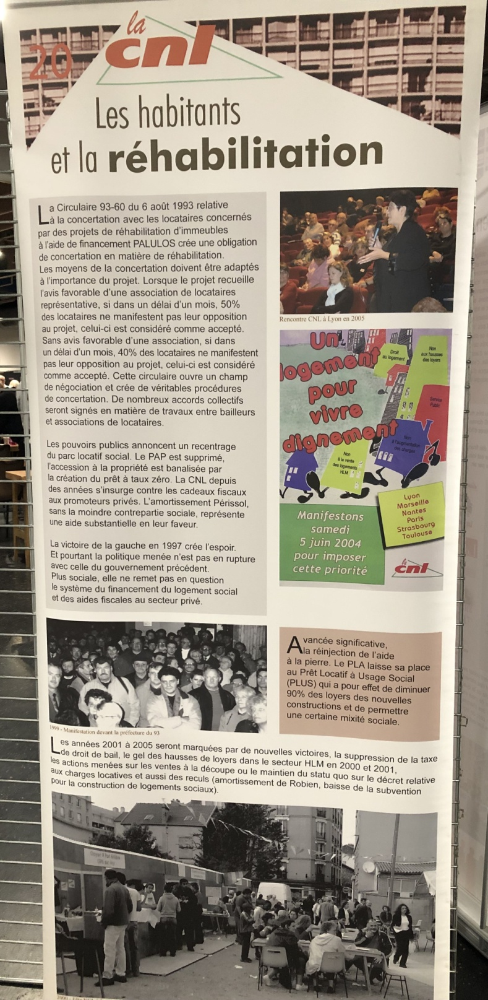 20
la
cnl
Les habitants
et la réhabilitation
La Circulaire 93-60 du 6 août 1993 relative
à la concertation avec les locataires concernés
par des projets de réhabilitation d'immeubles
à l'aide de financement PALULOS crée une obligation
de concertation en matière de réhabilitation.
Les moyens de la concertation doivent être adaptés
à l'importance du projet. Lorsque le projet recueille
l'avis favorable d'une association de locataires
représentative, si dans un délai d'un mois, 50%
des locataires ne manifestent pas leur opposition
au projet, celui-ci est considéré comme accepté.
Sans avis favorable d'une association, si dans
un délai d'un mois, 40% des locataires ne manifestent
pas leur opposition au projet, celui-ci est considéré
comme accepté. Cette circulaire ouvre un champ
de négociation et crée de véritables procédures
de concertation. De nombreux accords collectifs
seront signés en matière de travaux entre bailleurs
et associations de locataires.
Les pouvoirs publics annoncent un recentrage
du parc locatif social. Le PAP est supprimé,
l'accession à la propriété est banalisée par
la création du prêt à taux zéro. La CNL depuis
des années s'insurge contre les cadeaux fiscaux
aux promoteurs privés. L'amortissement Périssol,
sans la moindre contrepartie sociale, représente
une aide substantielle en leur faveur.
La victoire de la gauche en 1997 crée l'espoir.
Et pourtant la politique menée n'est pas en rupture
avec celle du gouvernement précédent.
Plus sociale, elle ne remet pas en question
le système du financement du logement social
et des aides fiscales au secteur privé.
Rencontre CNL à Lyon en 2005
Un
logement
pour
vivre
dignement
Droit
au logement
Non
aux hausses
des loyers
Service
Public
Non
à l'augmentation
des charges
Non
à la vente
des logements
HLM
Manifestons
samedi
5 juin 2004
pour imposer
cette priorité
Lyon
Marseille
Nantes
Paris
Strasbourg
Toulouse
la
cnl
1999 - Manifestation devant la préfecture du 93
Avancée significative,
la réinjection de l'aide
à la pierre. Le PLA laisse sa place
au Prêt Locatif à Usage Social
(PLUS) qui a pour effet de diminuer
90% des loyers des nouvelles
constructions et de permettre
une certaine mixité sociale.
Les années 2001 à 2005 seront marquées par de nouvelles victoires, la suppression de la taxe
de droit de bail, le gel des hausses de loyers dans le secteur HLM en 2000 et 2001,
les actions menées sur les ventes à la découpe ou le maintien du statu quo sur le décret relative
aux charges locatives et aussi des reculs (amortissement de Robien, baisse de la subvention
pour la construction de logements sociaux).